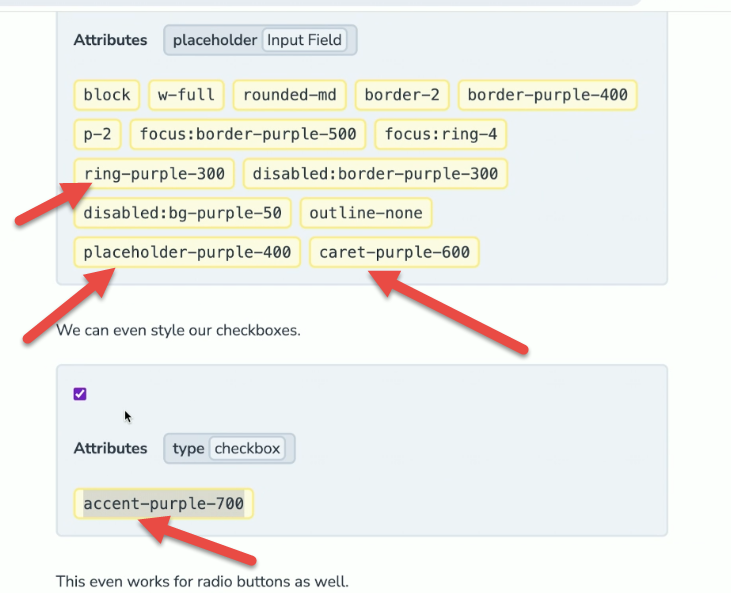 Attributes placeholder Input Field
block w-full rounded-md border-2 border-purple-400
p-2 focus:border-purple-500 focus:ring-4
ring-purple-300 disabled:border-purple-300
disabled:bg-purple-50 outline-none
placeholder-purple-400 caret-purple-600
We can even style our checkboxes.
Attributes type checkbox
accent-purple-700
This even works for radio buttons as well.